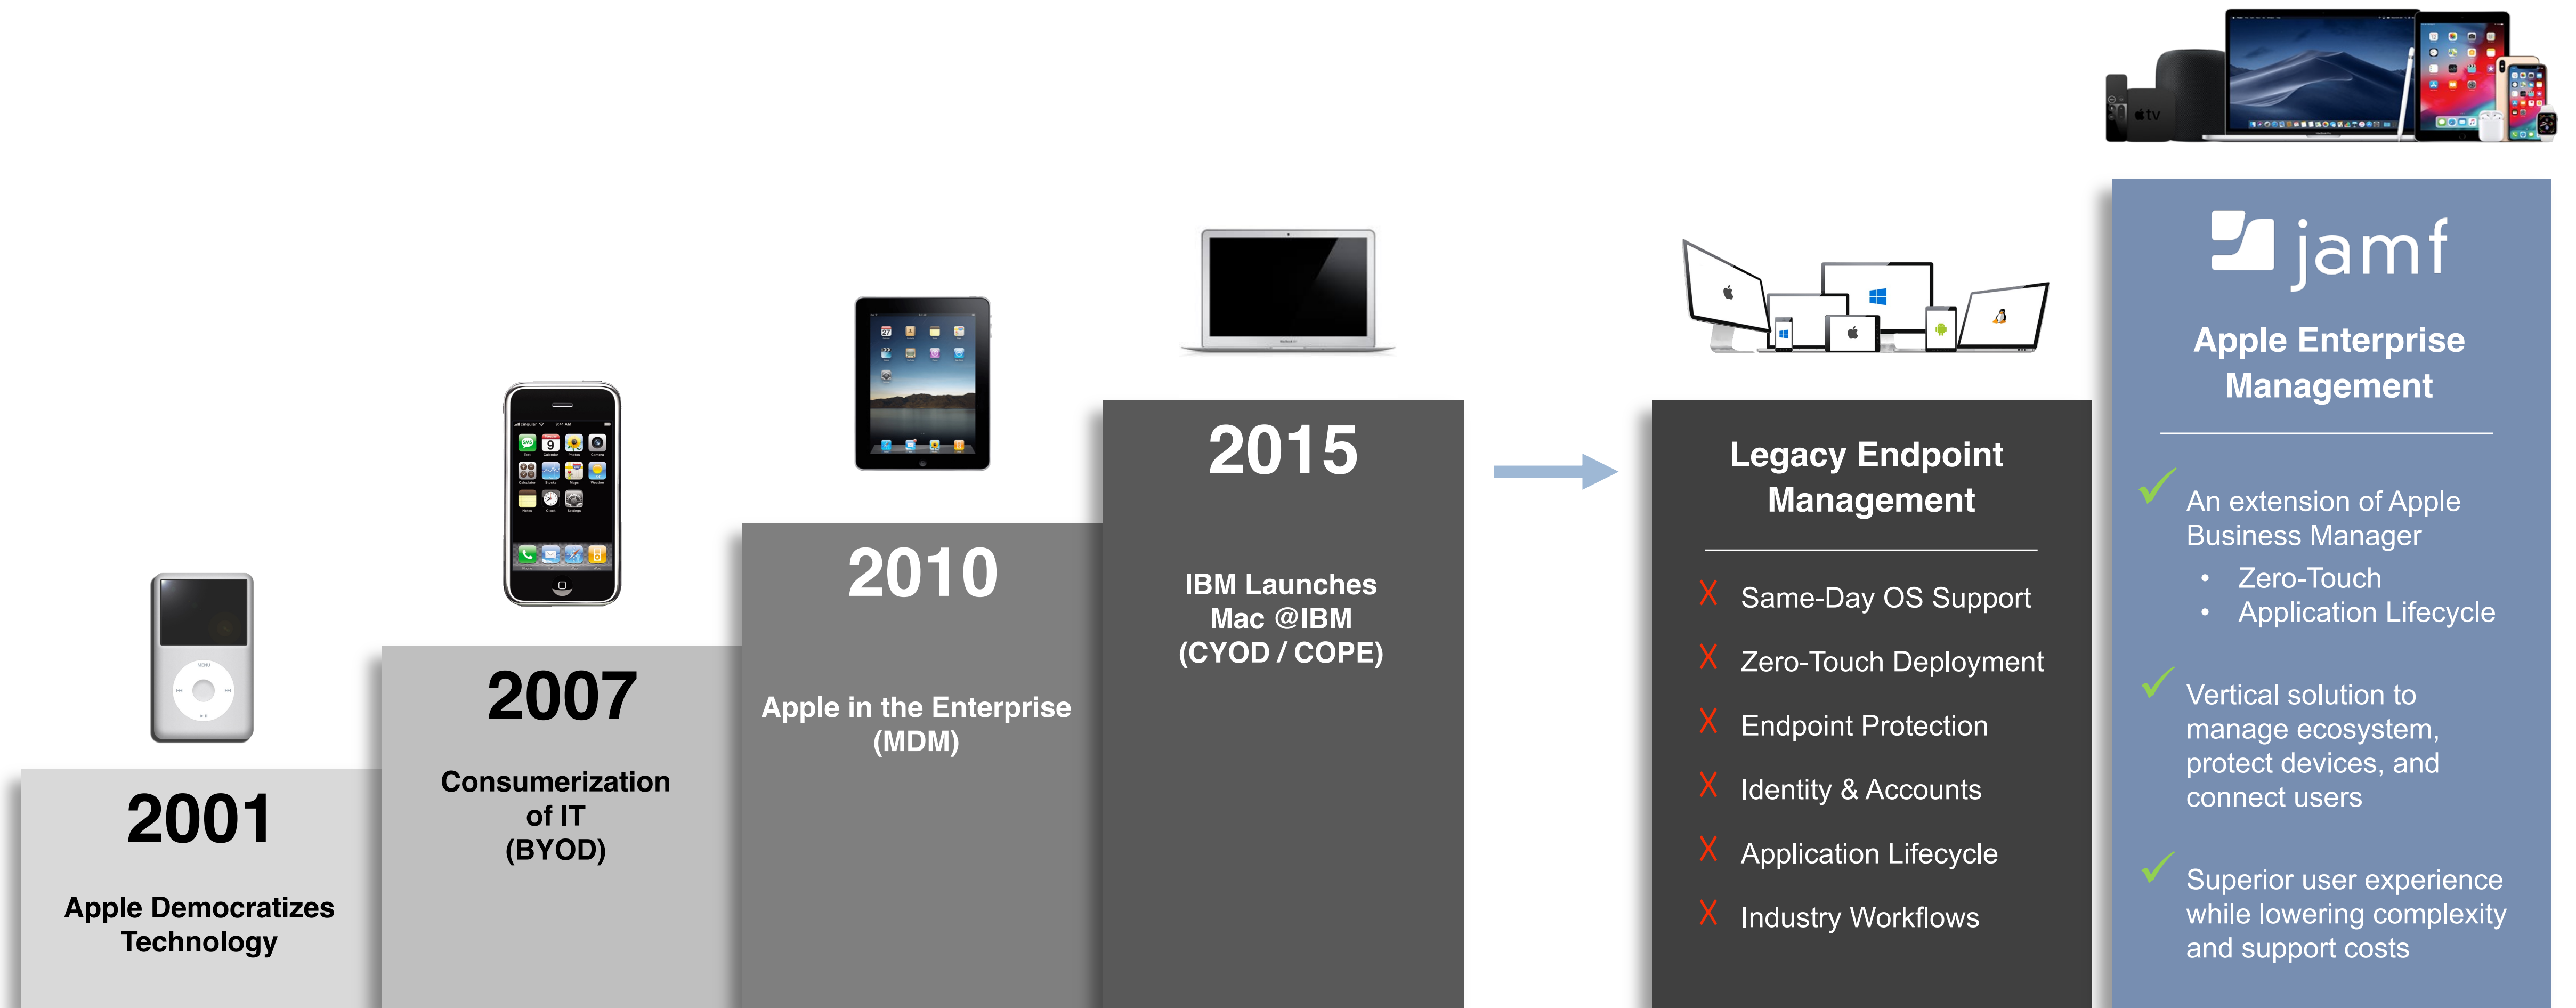 2001
Apple Democratizes
Technology
MENU
2007
Consumerization
of IT
(BYOD)
2010
Apple in the Enterprise
(MDM)
2015
IBM Launches
Mac @IBM
(CYOD / COPE)
Legacy Endpoint
Management
X Same-Day OS Support
X Zero-Touch Deployment
X Endpoint Protection
X Identity & Accounts
X Application Lifecycle
X Industry Workflows
tv
jamf
Apple Enterprise
Management
✓ An extension of Apple
Business Manager
• Zero-Touch
• Application Lifecycle
✓ Vertical solution to
manage ecosystem,
protect devices, and
connect users
✓ Superior user experience
while lowering complexity
and support costs